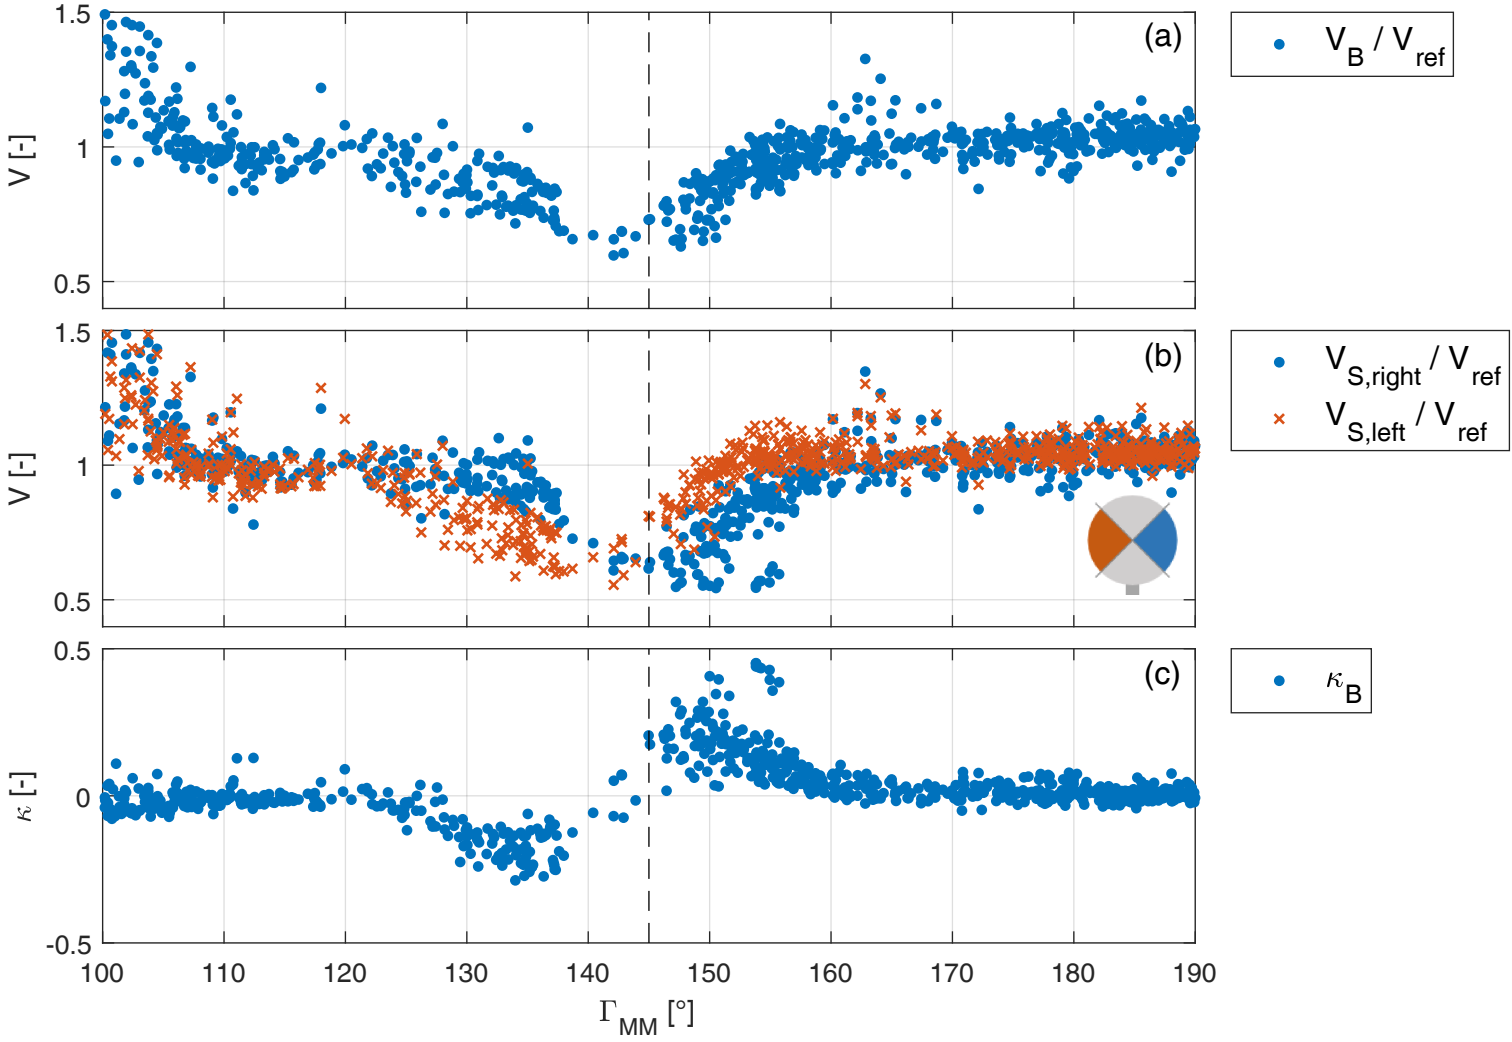 1.5
1
0.5
V [-]
(a)
V_B / V_ref
1.5
1
0.5
V [-]
(b)
V_S,right / V_ref
V_S,left / V_ref
0.5
0
-0.5
κ [-]
(c)
κ_B
100 110 120 130 140 150 160 170 180 190
Γ_MM [°]